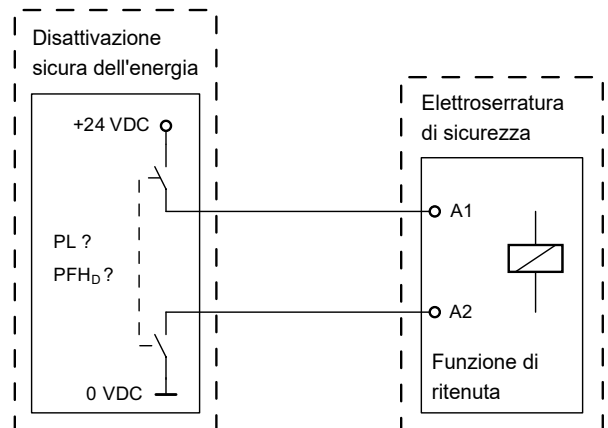 Disattivazione
sicura dell'energia
+24 VDC
PL ?
PFHD ?
0 VDC
Elettroserratura
di sicurezza
A1
A2
Funzione di
ritenuta